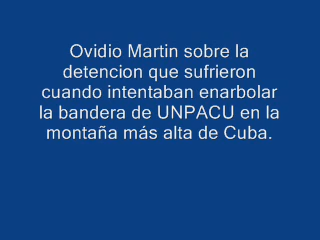 Ovidio Martin sobre la
detencion que sufrieron
cuando intentaban enarbolar
la bandera de UNPACU en la
montaña más alta de Cuba.